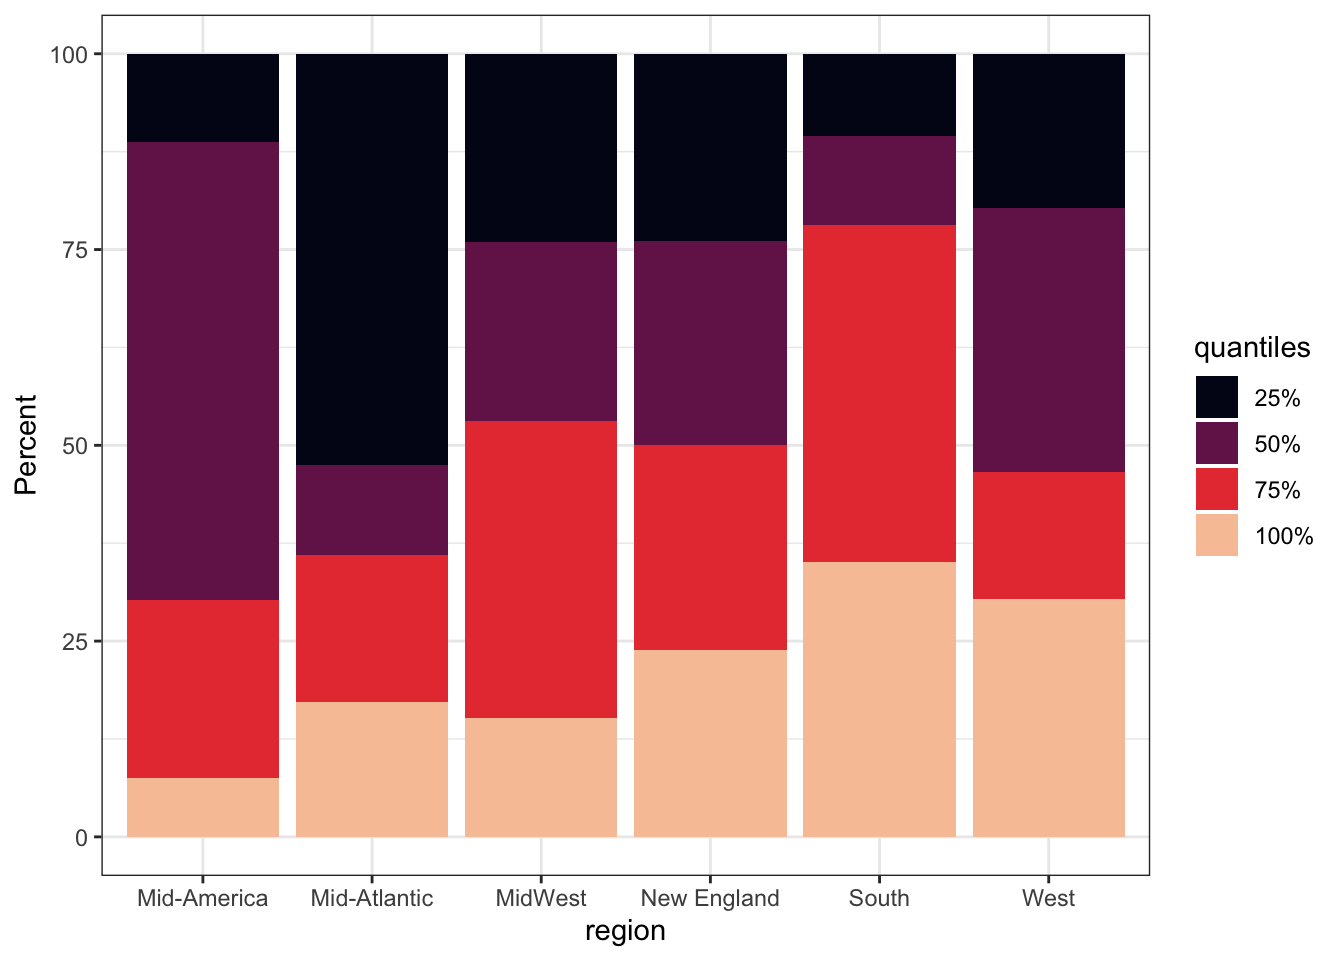 100
75
50
25
0
Percent
Mid-America Mid-Atlantic MidWest New England South West
region
quantiles
25%
50%
75%
100%